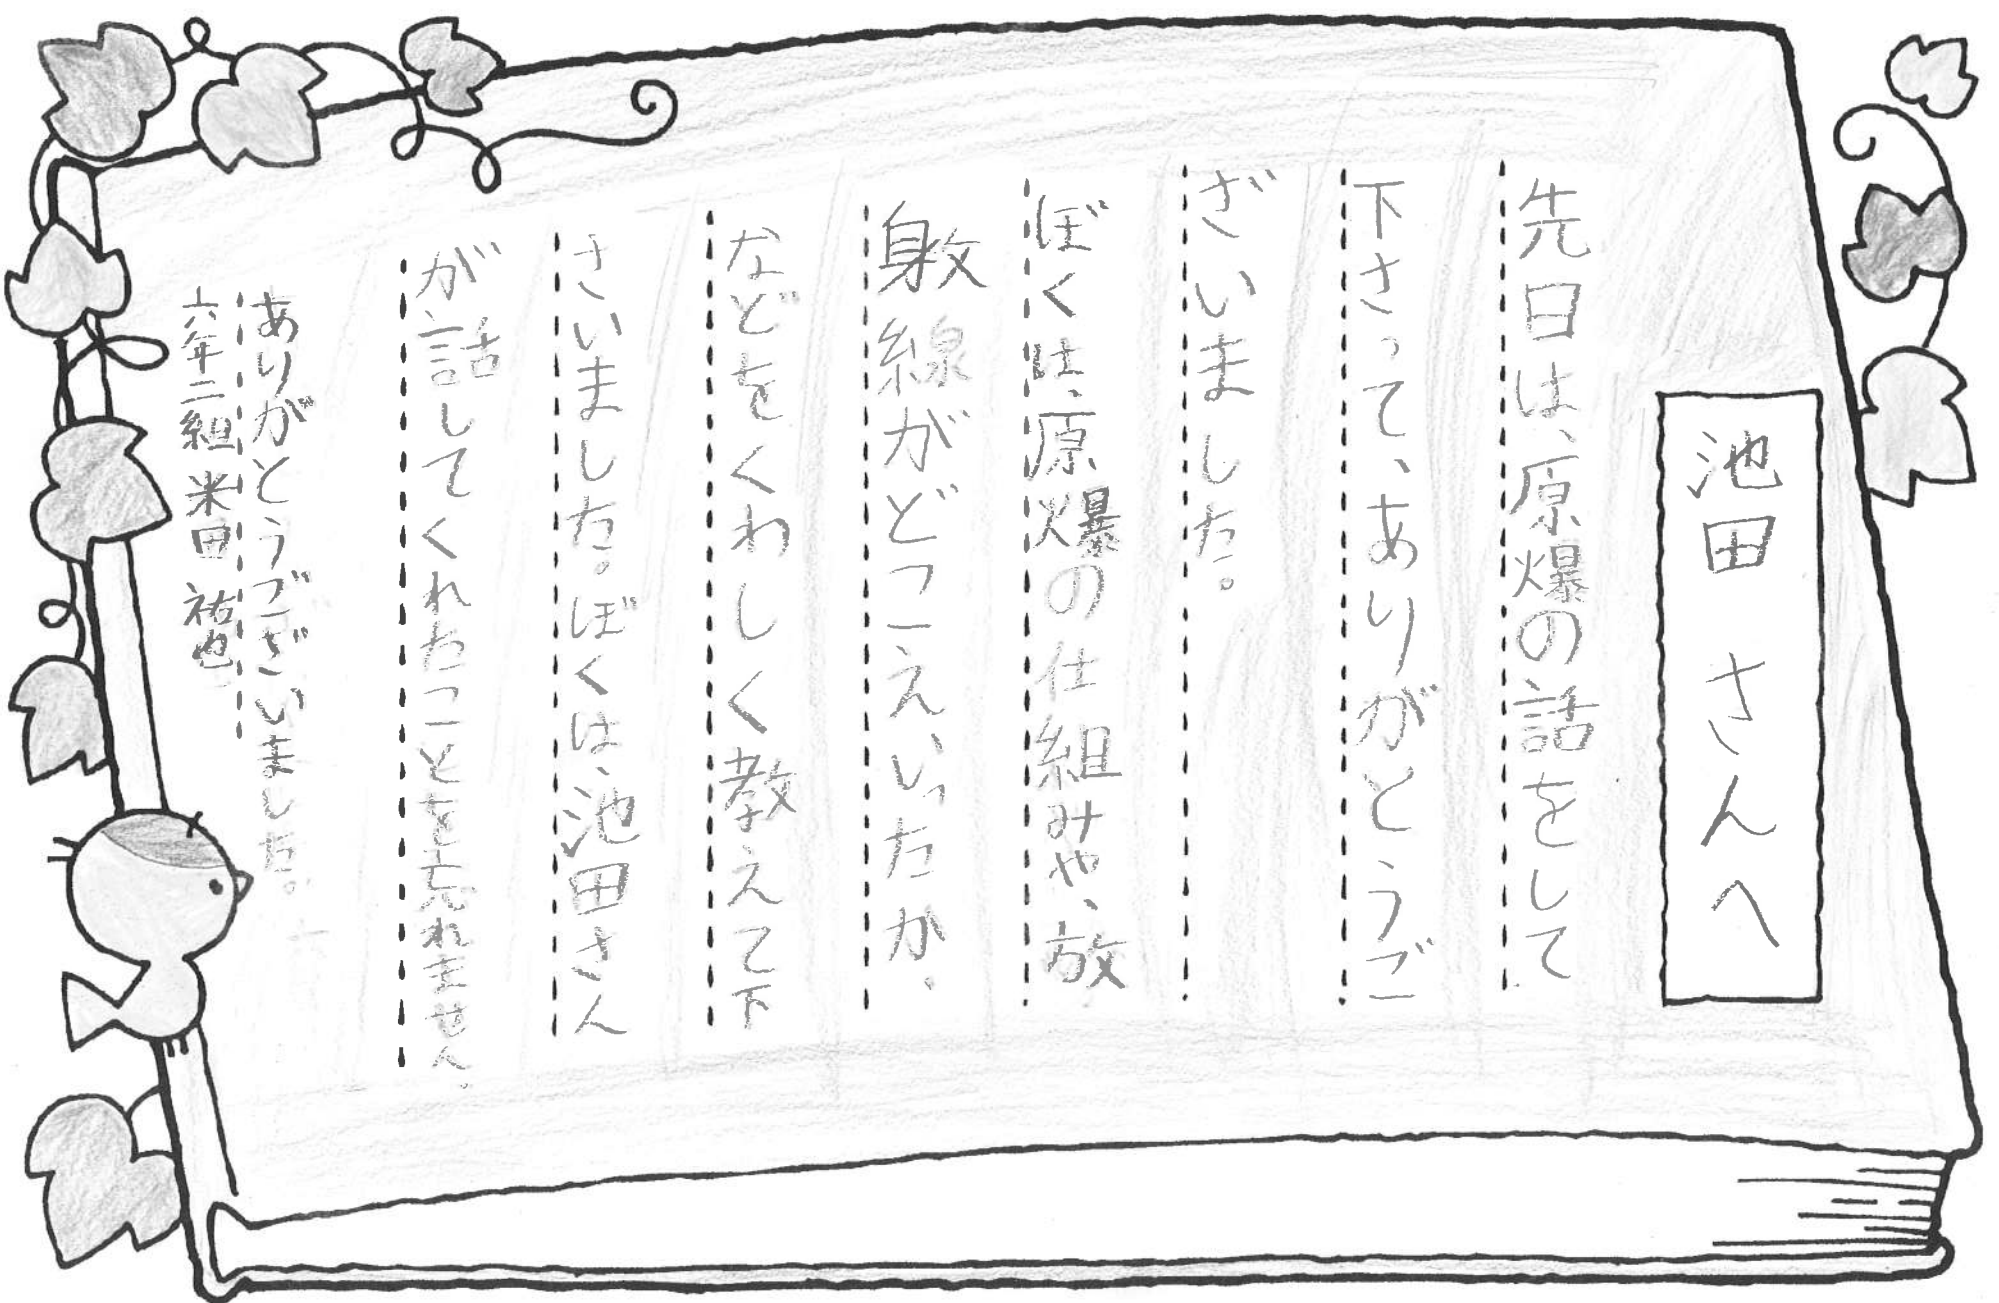 池田さんへ
先日は、原爆の話をして
下さって、ありがとうご
ざいました。
ぼくは、原爆の仕組みや、放
射線がどこえいったか、
などをくわしく教えて下
さいました。ぼくは、池田さん
が話してくれたことを忘れません。
ありがとうございました。
六年二組 米田 祐也